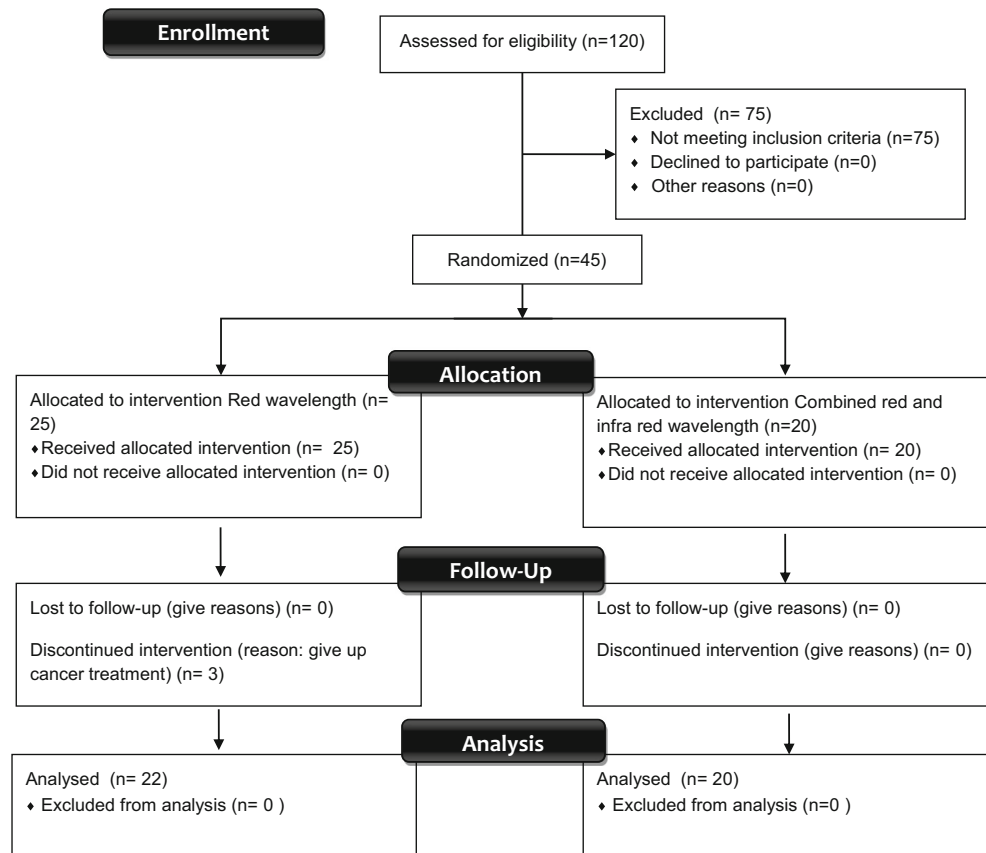 Enrollment
Assessed for eligibility (n=120)
Excluded (n= 75)
♦ Not meeting inclusion criteria (n=75)
♦ Declined to participate (n=0)
♦ Other reasons (n=0)
Randomized (n=45)
Allocation
Allocated to intervention Red wavelength (n=
25)
♦Received allocated intervention (n= 25)
♦Did not receive allocated intervention (n= 0)
Allocated to intervention Combined red and
infra red wavelength (n=20)
♦Received allocated intervention (n= 20)
♦Did not receive allocated intervention (n= 0)
Follow-Up
Lost to follow-up (give reasons) (n= 0)
Discontinued intervention (reason: give up
cancer treatment) (n= 3)
Lost to follow-up (give reasons) (n= 0)
Discontinued intervention (give reasons) (n= 0)
Analysis
Analysed (n= 22)
♦ Excluded from analysis (n= 0 )
Analysed (n= 20)
♦ Excluded from analysis (n=0 )